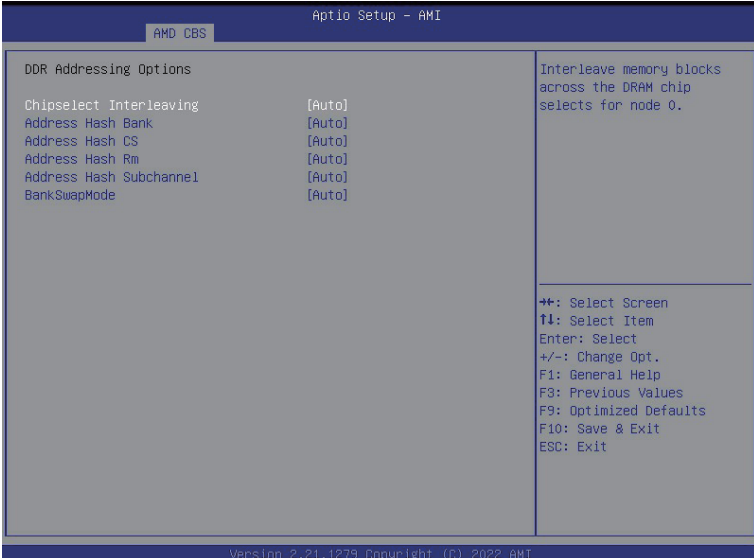 Aptio Setup - AMI
AMD CBS
DDR Addressing Options
Chipselect Interleaving [Auto]
Address Hash Bank [Auto]
Address Hash CS [Auto]
Address Hash Rm [Auto]
Address Hash Subchannel [Auto]
BankSwapMode [Auto]
Interleave memory blocks
across the DRAM chip
selects for node 0.
→←: Select Screen
↑↓: Select Item
Enter: Select
+/-: Change Opt.
F1: General Help
F3: Previous Values
F9: Optimized Defaults
F10: Save & Exit
ESC: Exit
Version 2.21.1279 Copyright (C) 2022 AMI